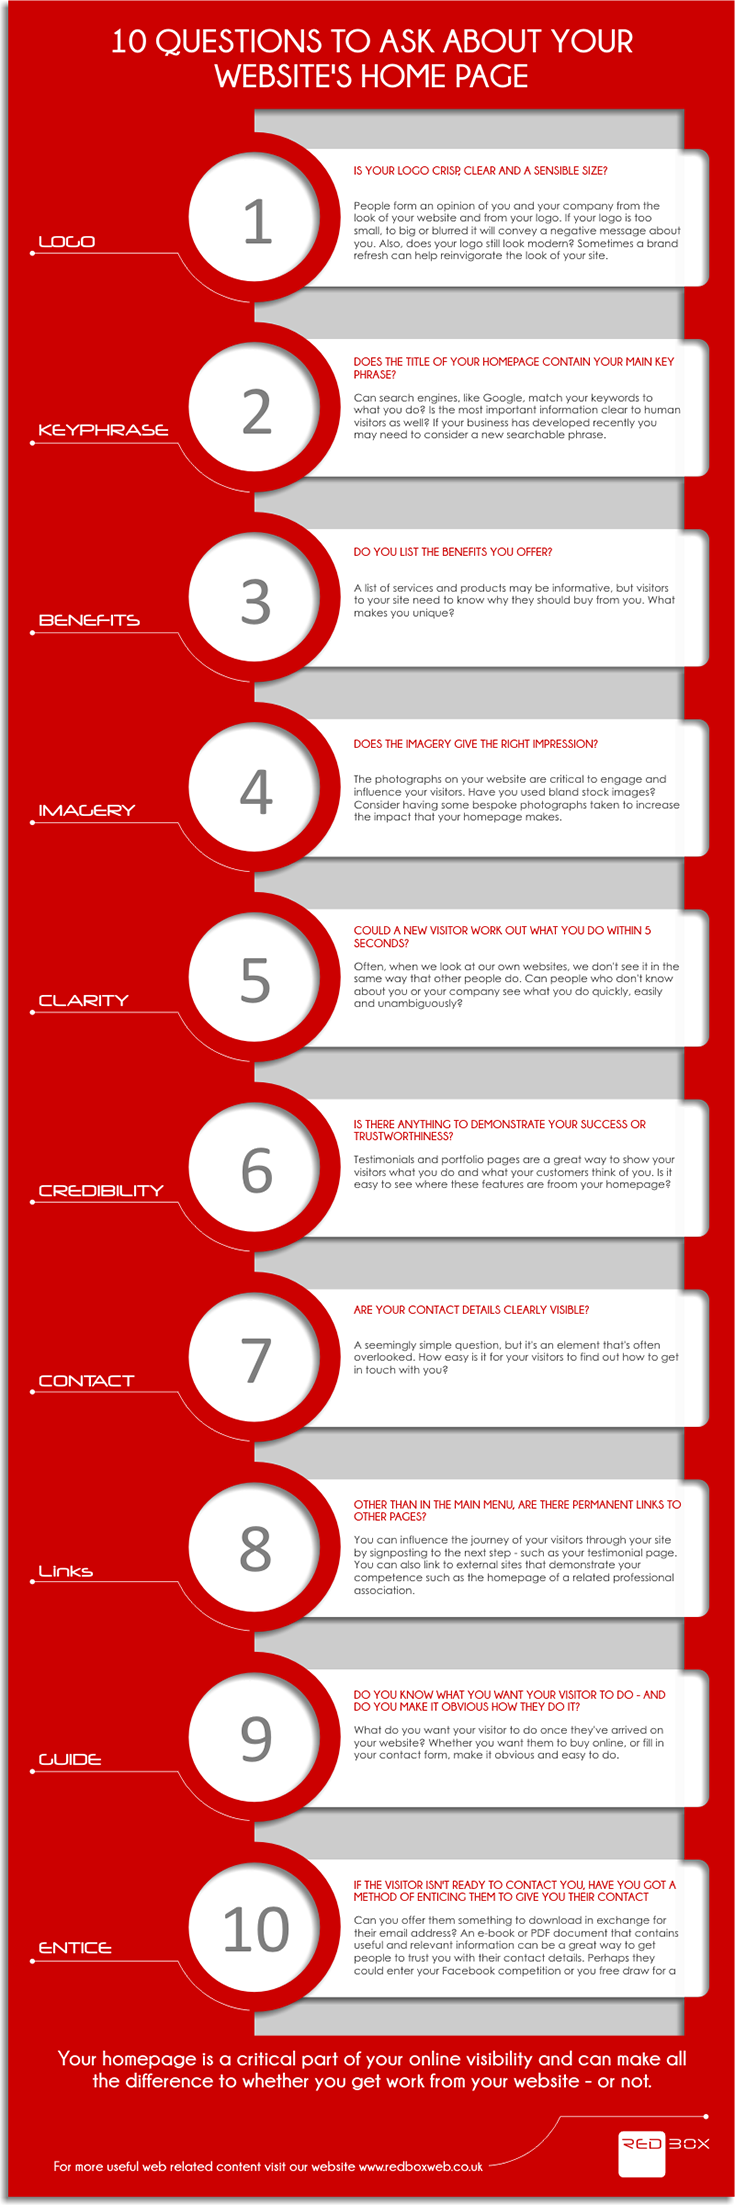 10 QUESTIONS TO ASK ABOUT YOUR
WEBSITE'S HOME PAGE
LOGO
1
IS YOUR LOGO CRISP, CLEAR AND A SENSIBLE SIZE?
People form an opinion of you and your company from the
look of your website and from your logo. If your logo is too
small, to big or blurred it will convey a negative message about
you. Also, does your logo still look modern? Sometimes a brand
refresh can help reinvigorate the look of your site.
KEYPHRASE
2
DOES THE TITLE OF YOUR HOMEPAGE CONTAIN YOUR MAIN KEY
PHRASE?
Can search engines, like Google, match your keywords to
what you do? Is the most important information clear to human
visitors as well? If your business has developed recently you
may need to consider a new searchable phrase.
BENEFITS
3
DO YOU LIST THE BENEFITS YOU OFFER?
A list of services and products may be informative, but visitors
to your site need to know why they should buy from you. What
makes you unique?
IMAGERY
4
DOES THE IMAGERY GIVE THE RIGHT IMPRESSION?
The photographs on your website are critical to engage and
influence your visitors. Have you used bland stock images?
Consider having some bespoke photographs taken to increase
the impact that your homepage makes.
CLARITY
5
COULD A NEW VISITOR WORK OUT WHAT YOU DO WITHIN 5
SECONDS?
Often, when we look at our own websites, we don't see it in the
same way that other people do. Can people who don't know
about you or your company see what you do quickly, easily
and unambiguously?
CREDIBILITY
6
IS THERE ANYTHING TO DEMONSTRATE YOUR SUCCESS OR
TRUSTWORTHINESS?
Testimonials and portfolio pages are a great way to show your
visitors what you do and what your customers think of you. Is it
easy to see where these features are froom your homepage?
CONTACT
7
ARE YOUR CONTACT DETAILS CLEARLY VISIBLE?
A seemingly simple question, but it's an element that's often
overlooked. How easy is it for your visitors to find out how to get
in touch with you?
Links
8
OTHER THAN IN THE MAIN MENU, ARE THERE PERMANENT LINKS TO
OTHER PAGES?
You can influence the journey of your visitors through your site
by signposting to the next step - such as your testimonial page.
You can also link to external sites that demonstrate your
competence such as the homepage of a related professional
association.
GUIDE
9
DO YOU KNOW WHAT YOU WANT YOUR VISITOR TO DO - AND
DO YOU MAKE IT OBVIOUS HOW THEY DO IT?
What do you want your visitor to do once they've arrived on
your website? Whether you want them to buy online, or fill in
your contact form, make it obvious and easy to do.
ENTICE
10
IF THE VISITOR ISN'T READY TO CONTACT YOU, HAVE YOU GOT A
METHOD OF ENTICING THEM TO GIVE YOU THEIR CONTACT
Can you offer them something to download in exchange for
their email address? An e-book or PDF document that contains
useful and relevant information can be a great way to get
people to trust you with their contact details. Perhaps they
could enter your Facebook competition or you free draw for a
Your homepage is a critical part of your online visibility and can make all
the difference to whether you get work from your website - or not.
RED BOX
For more useful web related content visit our website www.redboxweb.co.uk